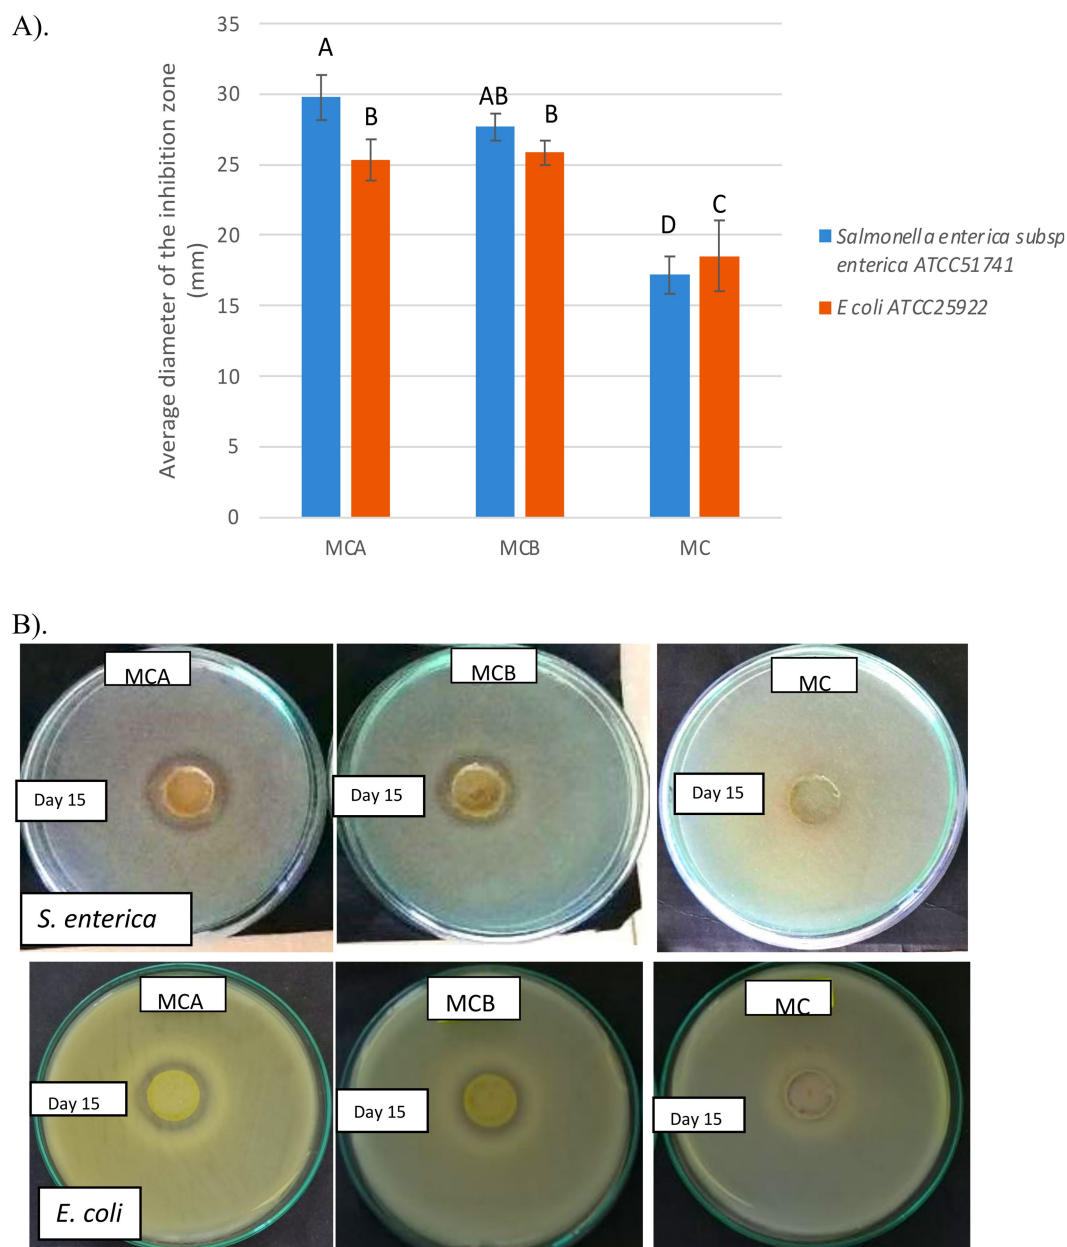 A).
35
30
25
20
15
10
5
0
Average diameter of the inhibition zone
(mm)
A
B
AB
B
D
C
MCA
MCB
MC
Salmonella enterica subsp
enterica ATCC51741
E coli ATCC25922
B).
MCA
MCB
MC
Day 15
Day 15
Day 15
S. enterica
MCA
MCB
MC
Day 15
Day 15
Day 15
E. coli